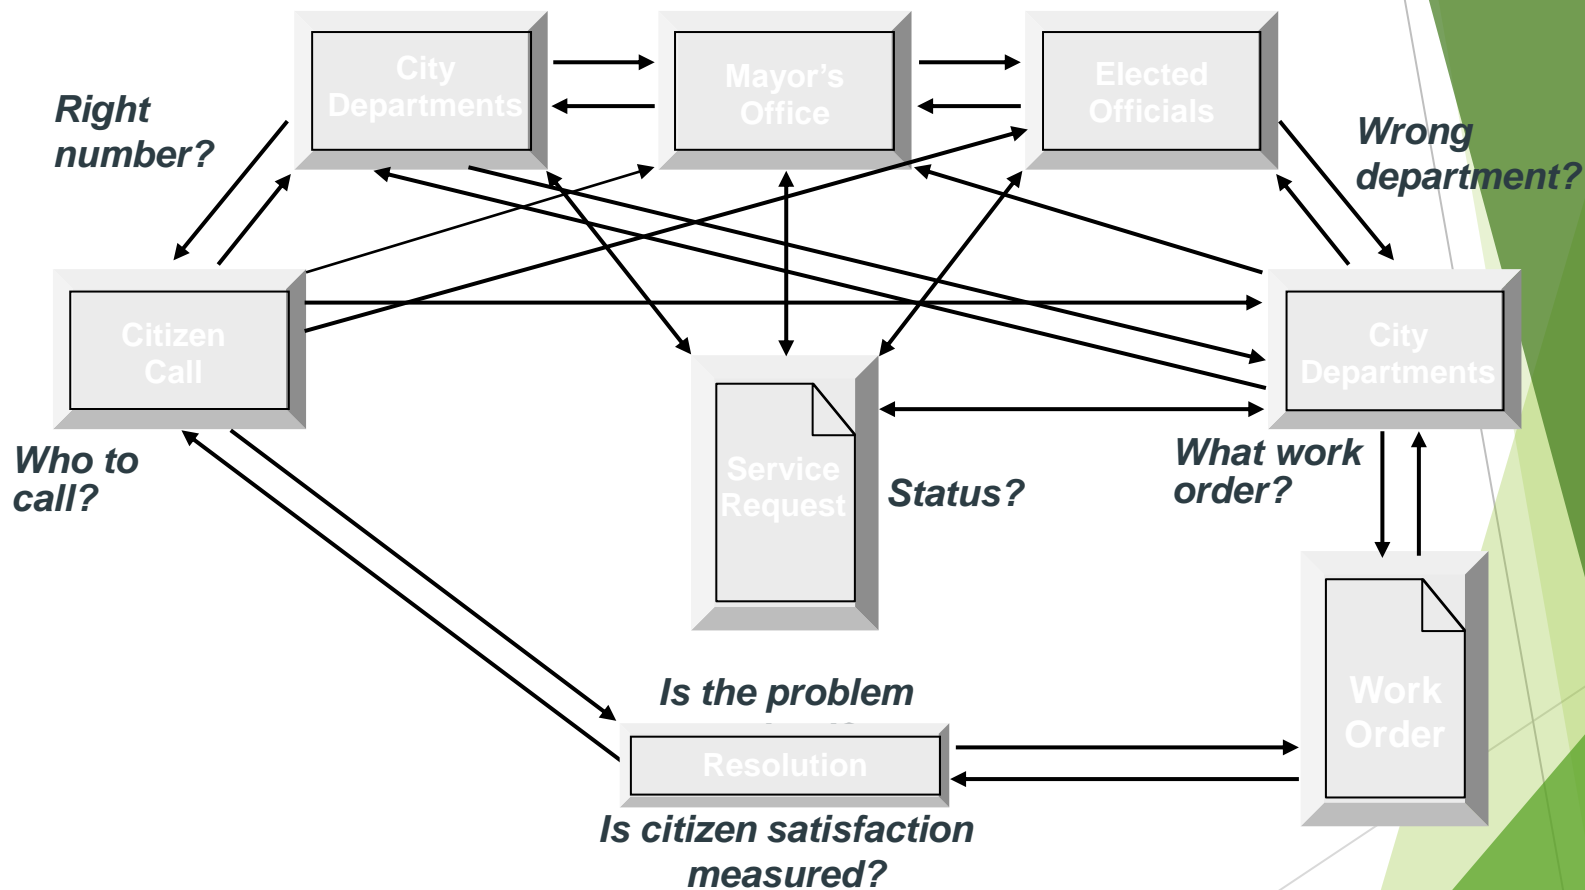 City
Departments
Mayor’s
Office
Elected
Officials
Right
number?
Wrong
department?
Citizen
Call
City
Departments
Who to
call?
Service
Request
Status?
What work
order?
Is the problem
Work
Order
Resolution
Is citizen satisfaction
measured?